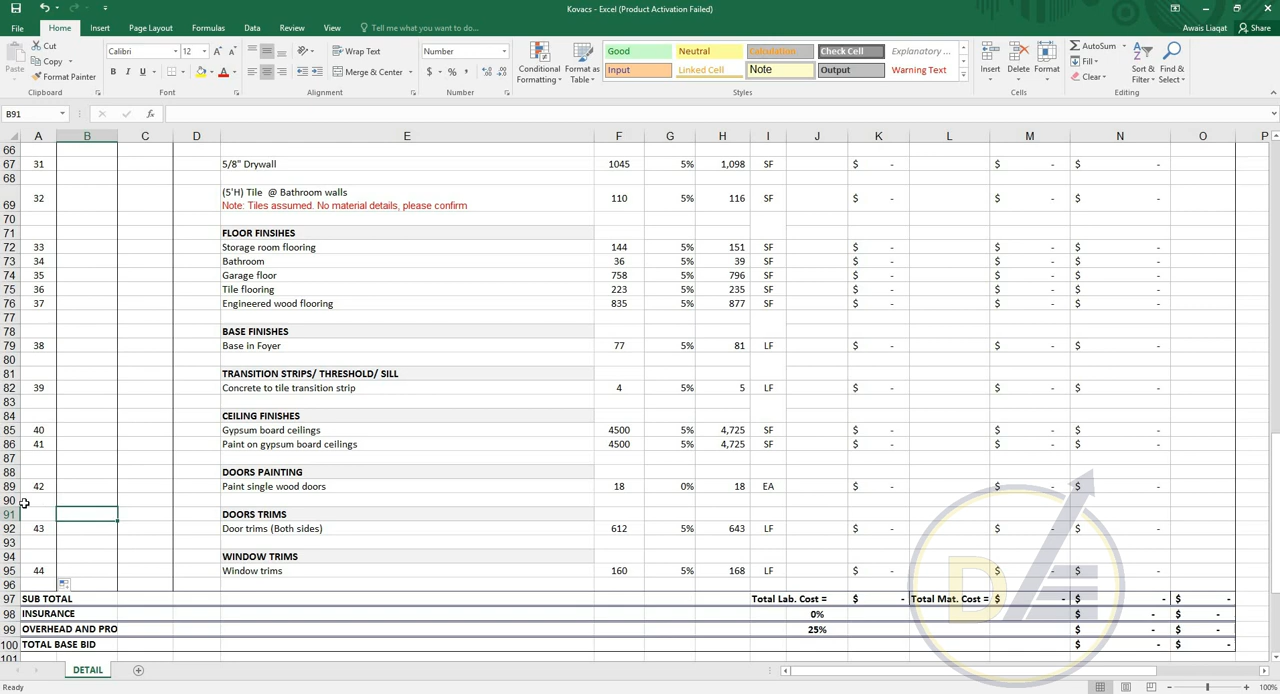 Kovacs - Excel (Product Activation Failed)
File Home Insert Page Layout Formulas Data Review View Tell me what you want to do... Awais Liaqat Share
Paste Cut Copy Format Painter Clipboard
Calibri 12 B I U Font
Wrap Text Merge & Center Alignment
Number $ % Number
Conditional Formatting Format as Table
Good Neutral Calculation Check Cell Explanatory ...
Input Linked Cell Note Output Warning Text
Styles
Insert Delete Format Cells
AutoSum Fill Clear Sort & Filter Find & Select Editing
B91 fx
A B C D E F G H I J K L M N O P
66
67 31 5/8" Drywall 1045 5% 1,098 SF $ - $ - $ -
68
69 32 (5'H) Tile @ Bathroom walls 110 5% 116 SF $ - $ - $ -
Note: Tiles assumed. No material details, please confirm
70
71 FLOOR FINSIHES
72 33 Storage room flooring 144 5% 151 SF $ - $ - $ -
73 34 Bathroom 36 5% 39 SF $ - $ - $ -
74 35 Garage floor 758 5% 796 SF $ - $ - $ -
75 36 Tile flooring 223 5% 235 SF $ - $ - $ -
76 37 Engineered wood flooring 835 5% 877 SF $ - $ - $ -
77
78 BASE FINISHES
79 38 Base in Foyer 77 5% 81 LF $ - $ - $ -
80
81 TRANSITION STRIPS/ THRESHOLD/ SILL
82 39 Concrete to tile transition strip 4 5% 5 LF $ - $ - $ -
83
84 CEILING FINISHES
85 40 Gypsum board ceilings 4500 5% 4,725 SF $ - $ - $ -
86 41 Paint on gypsum board ceilings 4500 5% 4,725 SF $ - $ - $ -
87
88 DOORS PAINTING
89 42 Paint single wood doors 18 0% 18 EA $ - $ - $ -
90
91 DOORS TRIMS
92 43 Door trims (Both sides) 612 5% 643 LF $ - $ - $ -
93
94 WINDOW TRIMS
95 44 Window trims 160 5% 168 LF $ - $ - $ -
96
97 SUB TOTAL Total Lab. Cost = $ - Total Mat. Cost = $ - $ - $ -
98 INSURANCE 0% $ - $ -
99 OVERHEAD AND PRO 25% $ - $ -
100 TOTAL BASE BID $ - $ -
101
DETAIL
Ready 100%